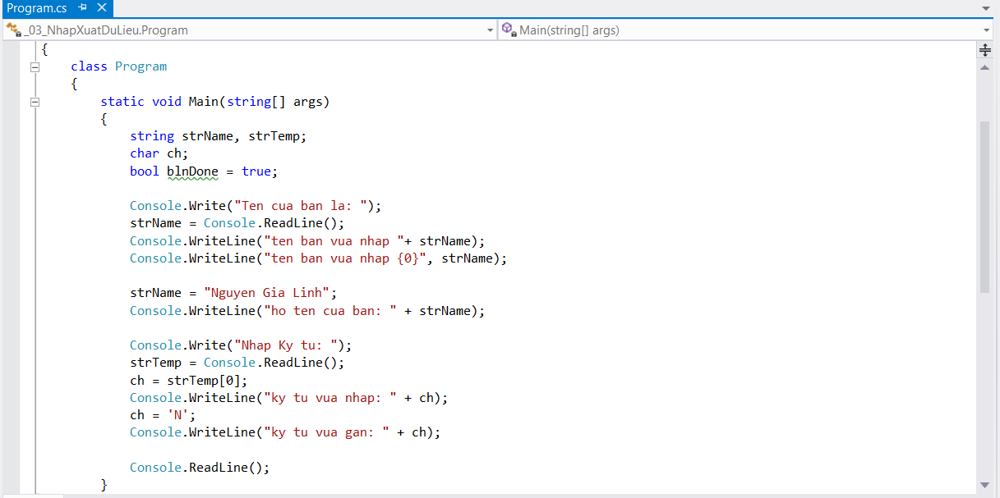 Program.cs
_03_NhapXuatDuLieu.Program
Main(string[] args)
{
class Program
{
static void Main(string[] args)
{
string strName, strTemp;
char ch;
bool blnDone = true;
Console.Write("Ten cua ban la: ");
strName = Console.ReadLine();
Console.WriteLine("ten ban vua nhap "+ strName);
Console.WriteLine("ten ban vua nhap {0}", strName);
strName = "Nguyen Gia Linh";
Console.WriteLine("ho ten cua ban: " + strName);
Console.Write("Nhap Ky tu: ");
strTemp = Console.ReadLine();
ch = strTemp[0];
Console.WriteLine("ky tu vua nhap: " + ch);
ch = 'N';
Console.WriteLine("ky tu vua gan: " + ch);
Console.ReadLine();
}